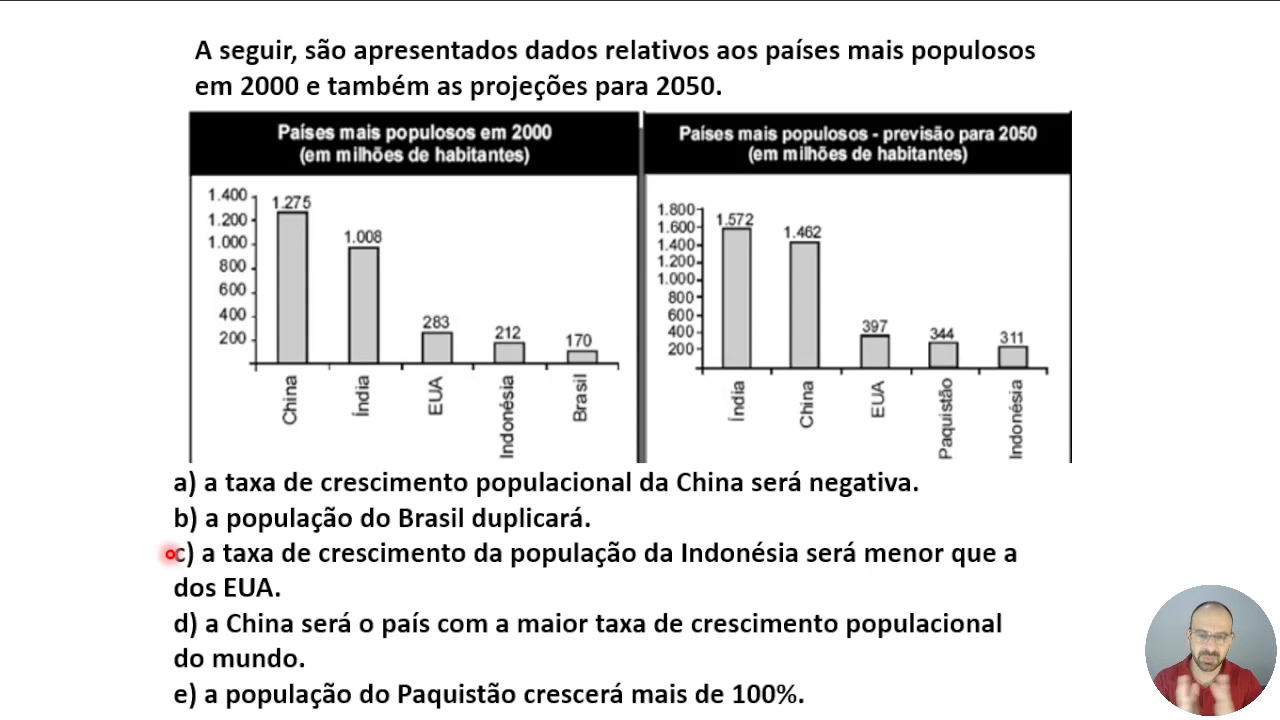 A seguir, são apresentados dados relativos aos países mais populosos
em 2000 e também as projeções para 2050.
Países mais populosos em 2000
(em milhões de habitantes)
1.400
1.200
1.000
800
600
400
200
1.275
1.008
283
212
170
China
Índia
EUA
Indonésia
Brasil
Países mais populosos - previsão para 2050
(em milhões de habitantes)
1.800
1.600
1.400
1.200
1.000
800
600
400
200
1.572
1.462
397
344
311
Índia
China
EUA
Paquistão
Indonésia
a) a taxa de crescimento populacional da China será negativa.
b) a população do Brasil duplicará.
c) a taxa de crescimento da população da Indonésia será menor que a
dos EUA.
d) a China será o país com a maior taxa de crescimento populacional
do mundo.
e) a população do Paquistão crescerá mais de 100%.